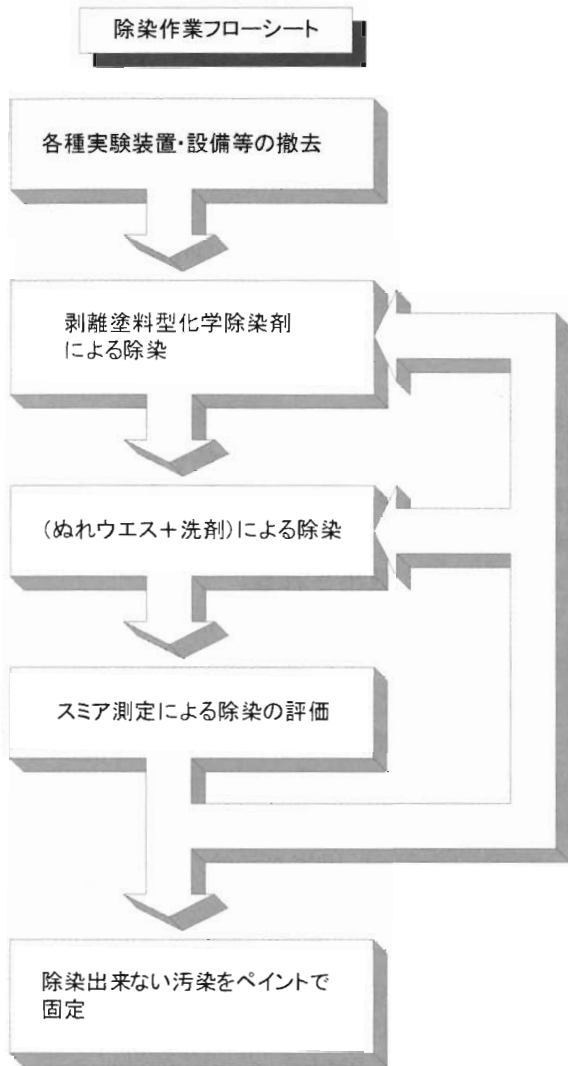 除染作業フローシート
各種実験装置・設備等の撤去
剥離塗料型化学除染剤
による除染
(ぬれウエス+洗剤)による除染
スミア測定による除染の評価
除染出来ない汚染をペイントで
固定